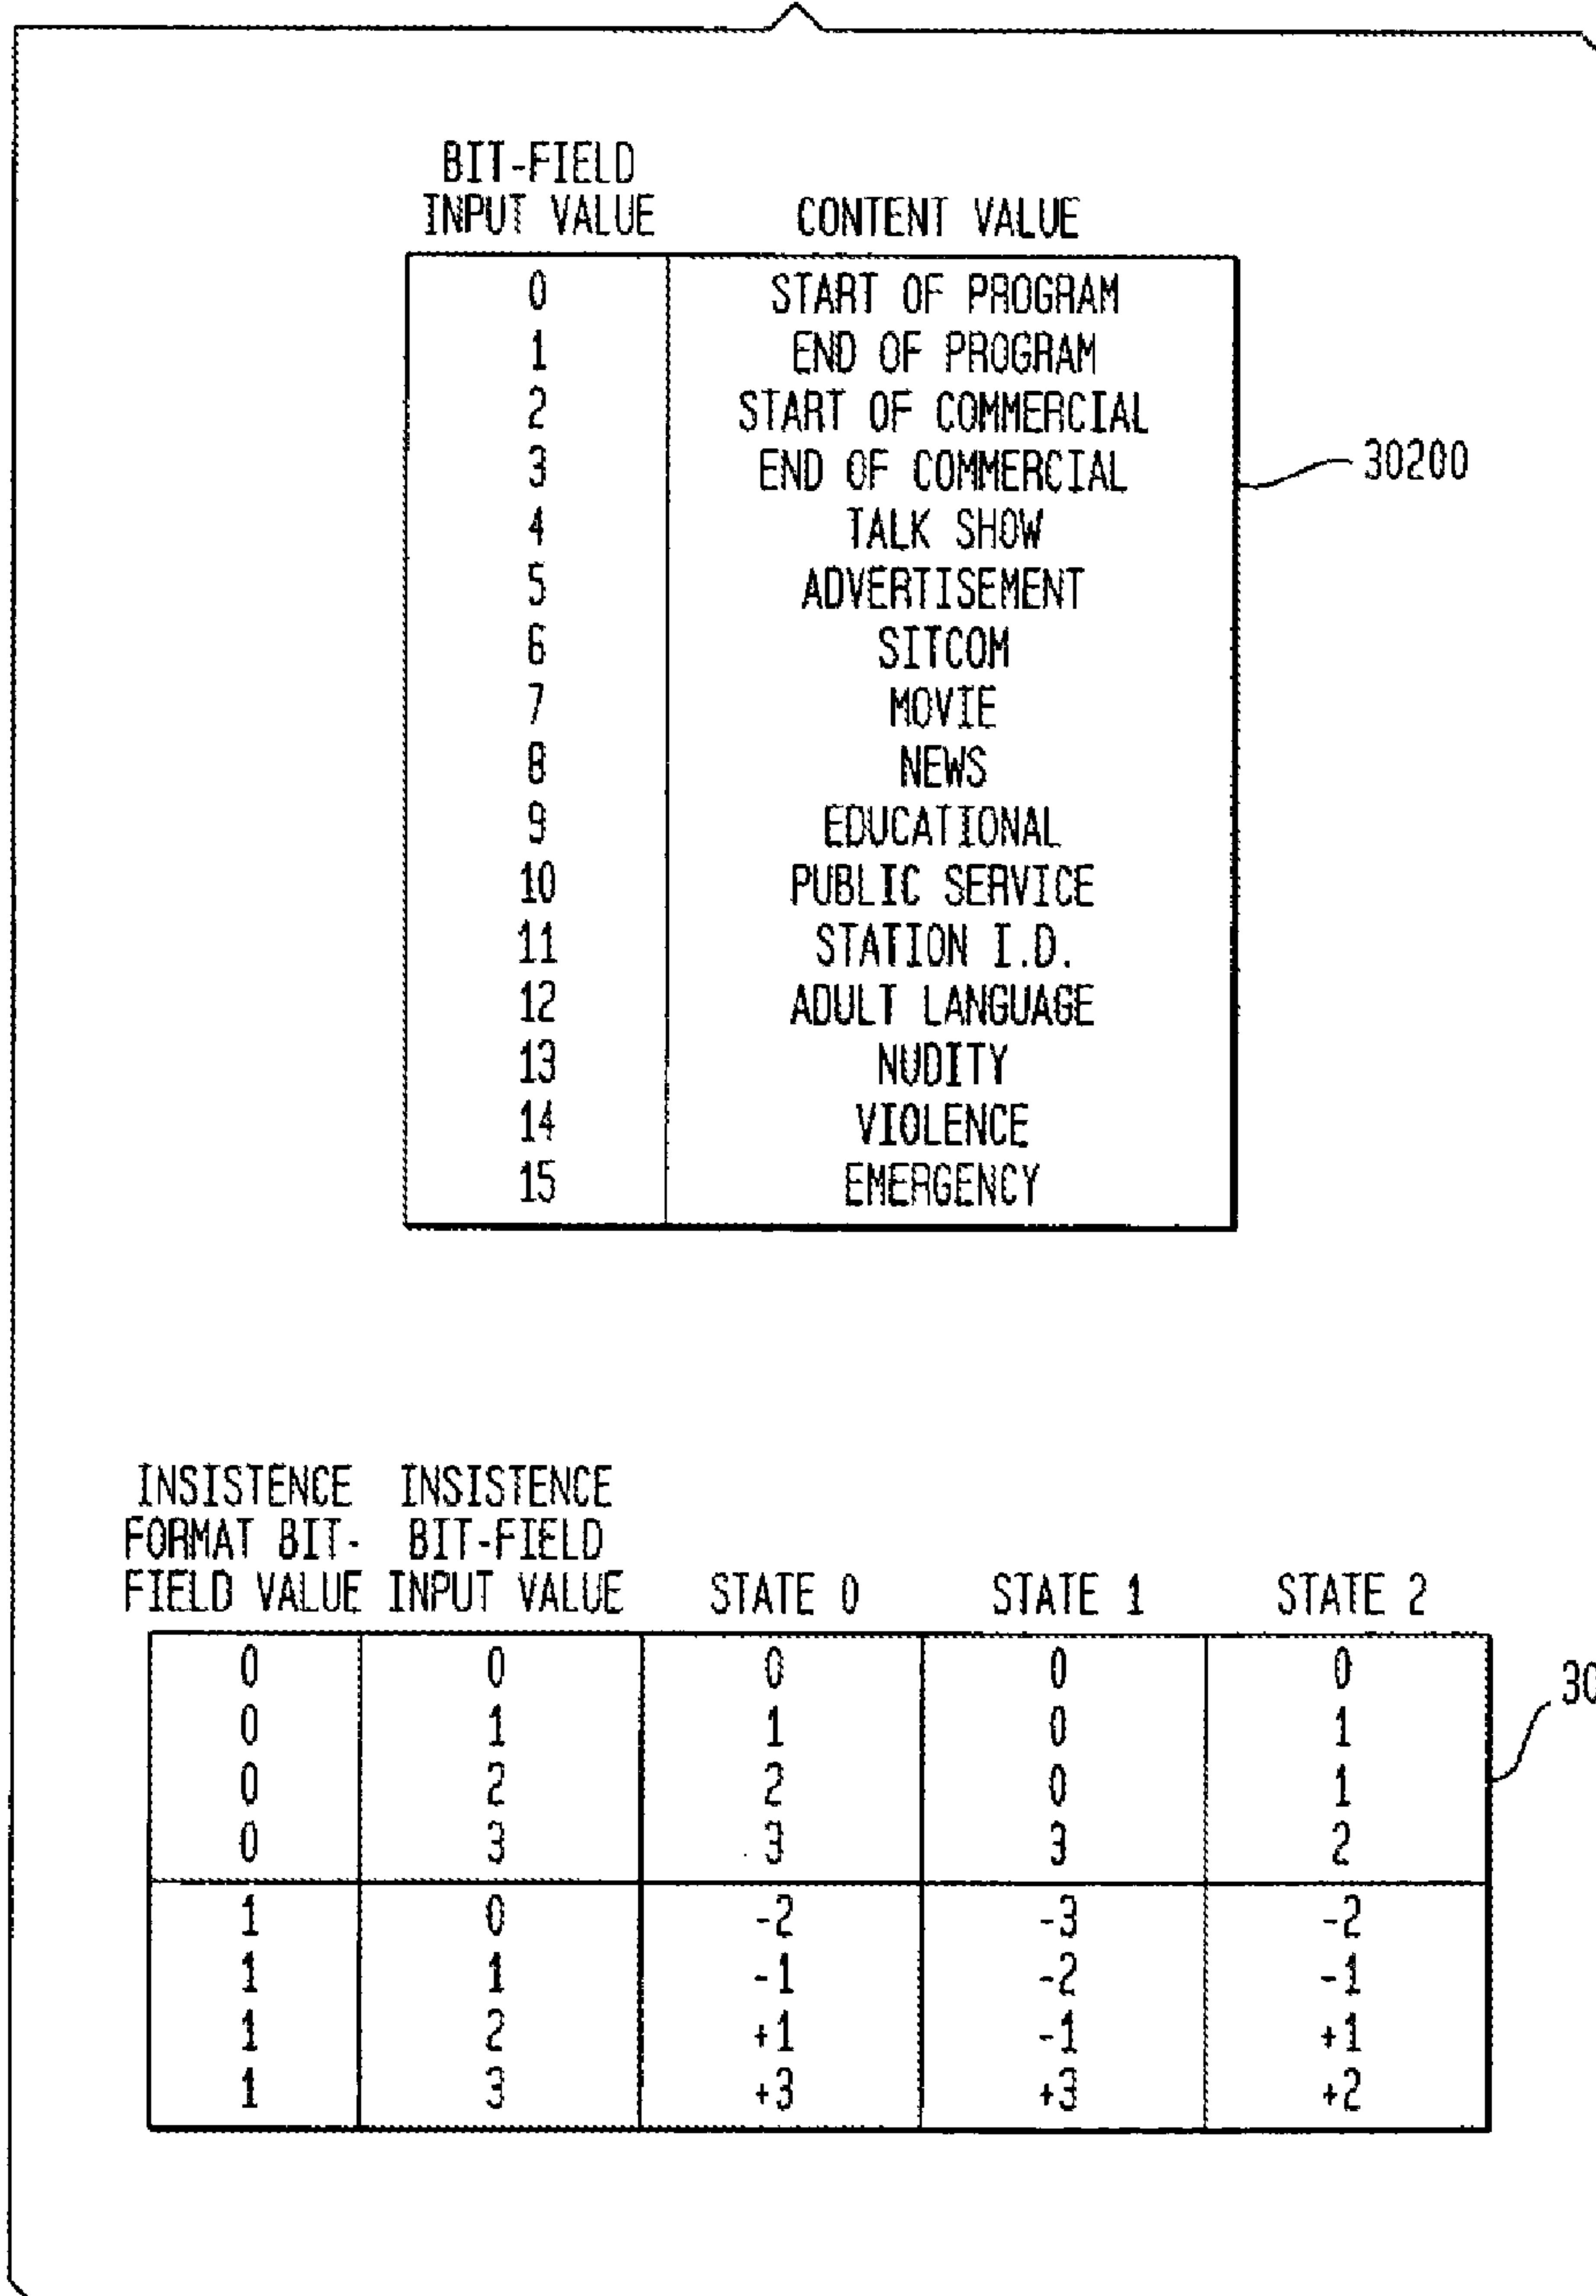 BIT-FIELD
INPUT VALUE CONTENT VALUE
0 START OF PROGRAM
1 END OF PROGRAM
2 START OF COMMERCIAL
3 END OF COMMERCIAL
30200
4 TALK SHOW
5 ADVERTISEMENT
6 SITCOM
7 MOVIE
8 NEWS
9 EDUCATIONAL
10 PUBLIC SERVICE
11 STATION I.D.
12 ADULT LANGUAGE
13 NUDITY
14 VIOLENCE
15 EMERGENCY
INSISTENCE INSISTENCE
FORMAT BIT- BIT-FIELD
FIELD VALUE INPUT VALUE STATE 0 STATE 1 STATE 2
0 0 0 0 0
30
0 1 1 0 1
0 2 2 0 1
0 3 3 3 2
1 0 -2 -3 -2
1 1 -1 -2 -1
1 2 +1 -1 +1
1 3 +3 +3 +2